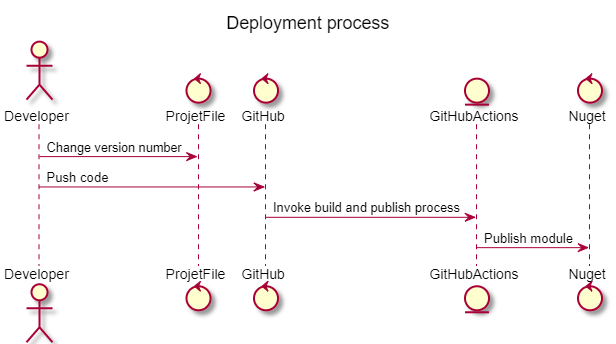 Deployment process
Developer ProjetFile GitHub GitHubActions Nuget
Change version number
Push code
Invoke build and publish process
Publish module
Developer ProjetFile GitHub GitHubActions Nuget